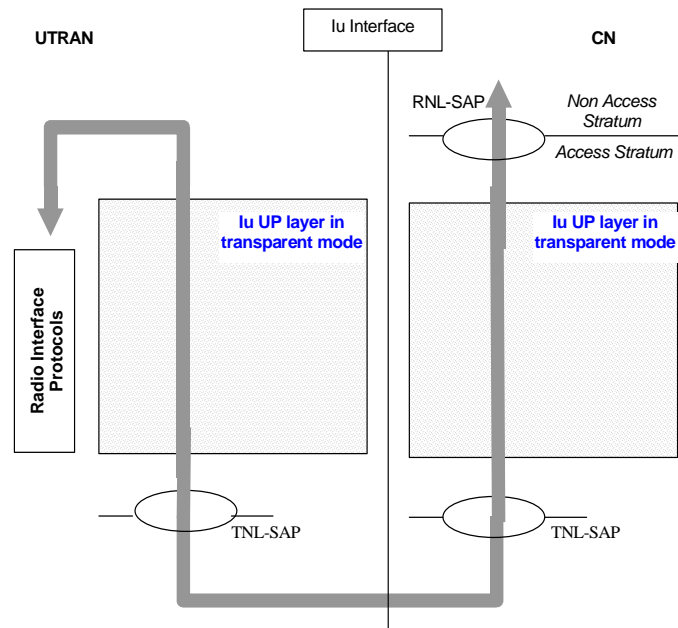 Iu Interface
UTRAN
CN
RNL-SAP
Non Access
Stratum
Access Stratum
Iu UP layer in
transparent mode
Iu UP layer in
transparent mode
Radio Interface
Protocols
TNL-SAP
TNL-SAP